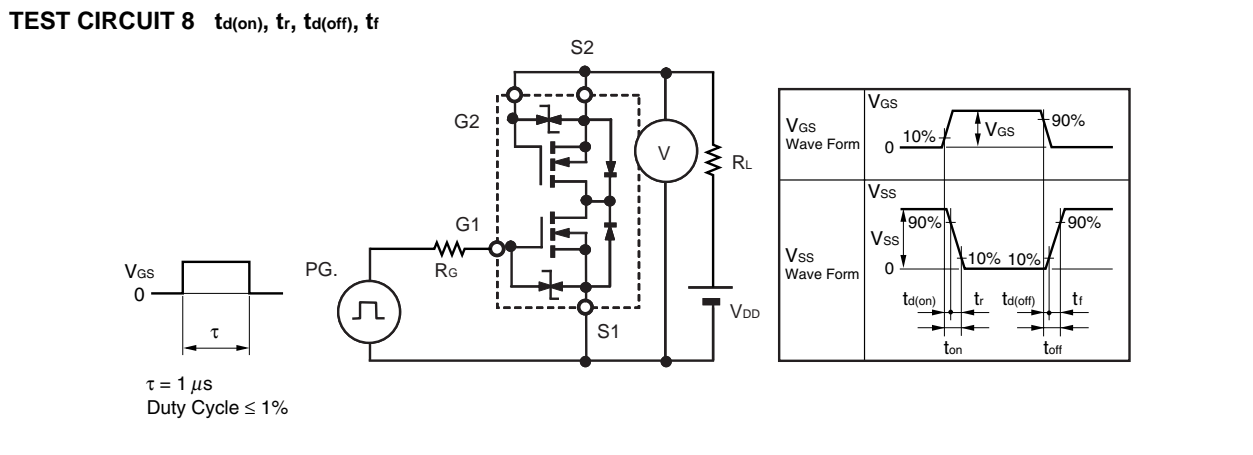 TEST CIRCUIT 8 td(on), tr, td(off), tf
S2
G2
G1
S1
V
RL
VDD
PG.
RG
VGS
0
τ
τ = 1 μs
Duty Cycle ≤ 1%
VGS
Wave Form
VGS
10%
0
VGS
90%
VSS
Wave Form
VSS
90%
VSS
0
10% 10%
90%
td(on) tr td(off) tf
ton toff